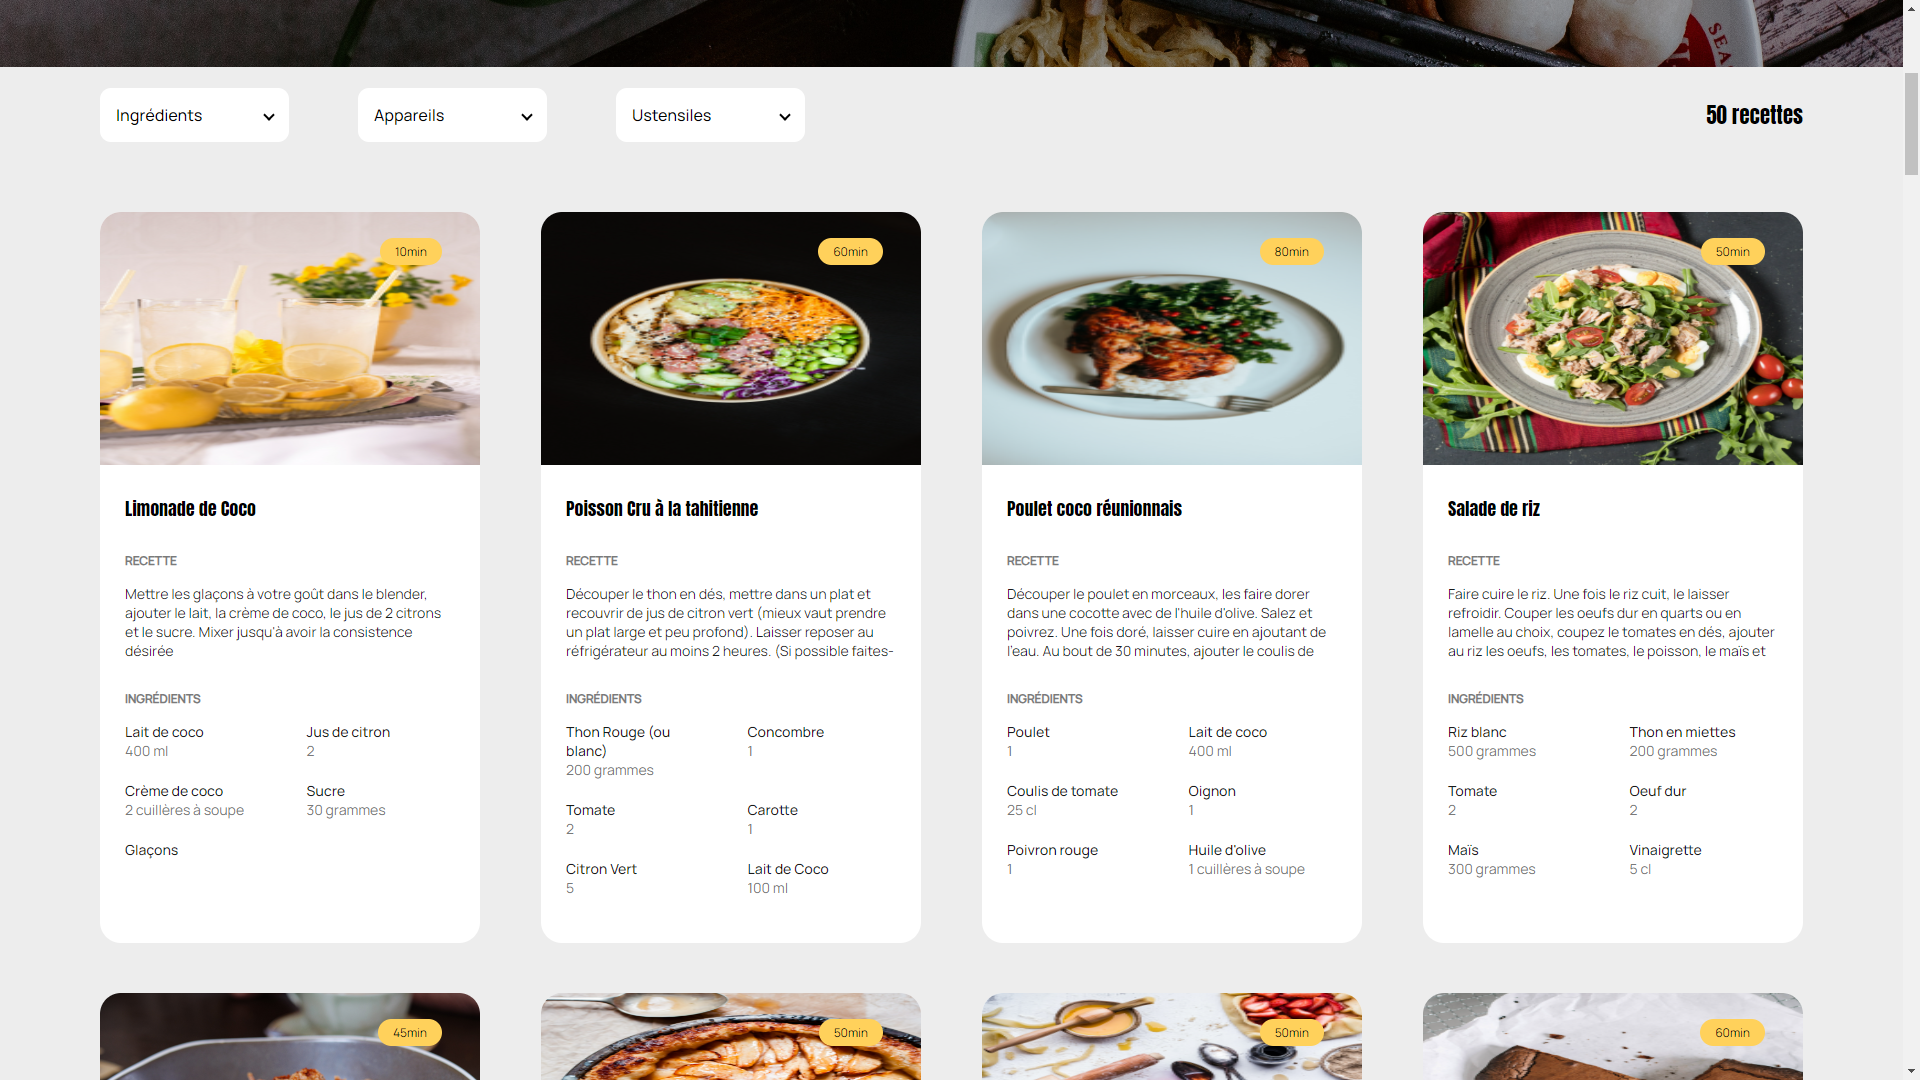 SEA
Ingrédients
Appareils
Ustensiles
50 recettes
10min
60min
80min
50min
Limonade de Coco
RECETTE
Mettre les glaçons à votre goût dans le blender,
ajouter le lait, la crème de coco, le jus de 2 citrons
et le sucre. Mixer jusqu'à avoir la consistence
désirée
INGRÉDIENTS
Lait de coco
400 ml
Jus de citron
2
Crème de coco
2 cuillères à soupe
Sucre
30 grammes
Glaçons
Poisson Cru à la tahitienne
RECETTE
Découper le thon en dés, mettre dans un plat et
recouvrir de jus de citron vert (mieux vaut prendre
un plat large et peu profond). Laisser reposer au
réfrigérateur au moins 2 heures. (Si possible faites-
INGRÉDIENTS
Thon Rouge (ou
blanc)
200 grammes
Concombre
1
Tomate
2
Carotte
1
Citron Vert
5
Lait de Coco
100 ml
Poulet coco réunionnais
RECETTE
Découper le poulet en morceaux, les faire dorer
dans une cocotte avec de l'huile d'olive. Salez et
poivrez. Une fois doré, laisser cuire en ajoutant de
l'eau. Au bout de 30 minutes, ajouter le coulis de
INGRÉDIENTS
Poulet
1
Lait de coco
400 ml
Coulis de tomate
25 cl
Oignon
1
Poivron rouge
1
Huile d'olive
1 cuillères à soupe
Salade de riz
RECETTE
Faire cuire le riz. Une fois le riz cuit, le laisser
refroidir. Couper les oeufs dur en quarts ou en
lamelle au choix, coupez le tomates en dés, ajouter
au riz les oeufs, les tomates, le poisson, le maïs et
INGRÉDIENTS
Riz blanc
500 grammes
Thon en miettes
200 grammes
Tomate
2
Oeuf dur
2
Maïs
300 grammes
Vinaigrette
5 cl
45min
50min
50min
60min